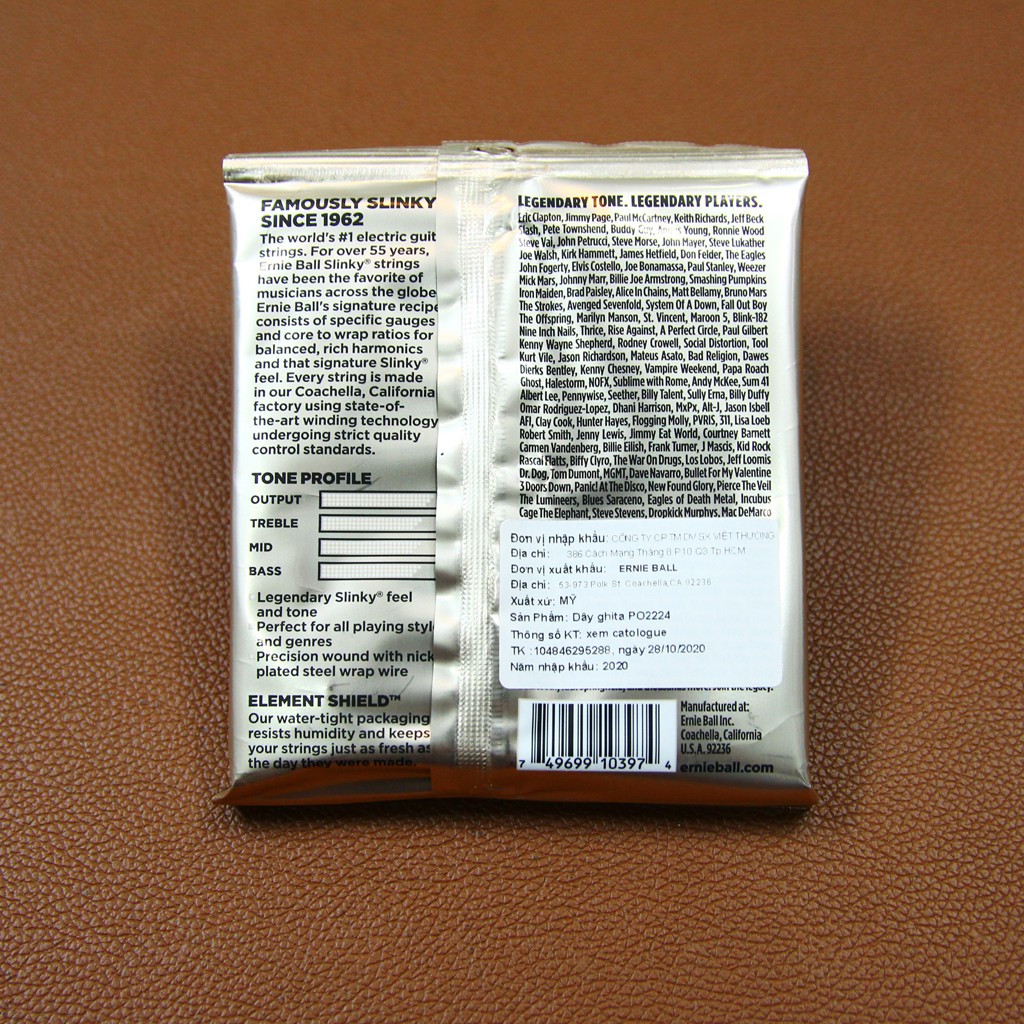 FAMOUSLY SLINKY
SINCE 1962
The world's #1 electric guit
strings. For over 55 years,
Ernie Ball Slinky® strings
have been the favorite of
musicians across the globe
Ernie Ball's signature recipe
consists of specific gauges
and core to wrap ratios for
balanced, rich harmonics
and that signature Slinky®
feel. Every string is made
in our Coachella, California
factory using state-of-
the-art winding technology
undergoing strict quality
control standards.
TONE PROFILE
OUTPUT
TREBLE
MID
BASS
Legendary Slinky® feel
and tone
Perfect for all playing style
and genres
Precision wound with nick
plated steel wrap wire
ELEMENT SHIELD™
Our water-tight packaging
resists humidity and keeps
your strings just as fresh as
the day they were made.
LEGENDARY TONE. LEGENDARY PLAYERS.
Eric Clapton, Jimmy Page, Paul McCartney, Keith Richards, Jeff Beck
Slash, Pete Townshend, Buddy Guy, Angus Young, Ronnie Wood
Steve Vai, John Petrucci, Steve Morse, John Mayer, Steve Lukather
Joe Walsh, Kirk Hammett, James Hetfield, Don Felder, The Eagles
John Fogerty, Elvis Costello, Joe Bonamassa, Paul Stanley, Weezer
Mick Mars, Johnny Marr, Billie Joe Armstrong, Smashing Pumpkins
Iron Maiden, Brad Paisley, Alice In Chains, Matt Bellamy, Bruno Mars
The Strokes, Avenged Sevenfold, System Of A Down, Fall Out Boy
The Offspring, Marilyn Manson, St. Vincent, Maroon 5, Blink-182
Nine Inch Nails, Thrice, Rise Against, A Perfect Circle, Paul Gilbert
Kenny Wayne Shepherd, Rodney Crowell, Social Distortion, Tool
Kurt Vile, Jason Richardson, Mateus Asato, Bad Religion, Dawes
Dierks Bentley, Kenny Chesney, Vampire Weekend, Papa Roach
Ghost, Halestorm, NOFX, Sublime with Rome, Andy McKee, Sum 41
Albert Lee, Pennywise, Seether, Billy Talent, Sully Erna, Billy Duffy
Omar Rodriguez-Lopez, Dhani Harrison, MxPx, Alt-J, Jason Isbell
AFI, Clay Cook, Hunter Hayes, Flogging Molly, PVRIS, 311, Lisa Loeb
Robert Smith, Jenny Lewis, Jimmy Eat World, Courtney Barnett
Carmen Vandenberg, Billie Eilish, Frank Turner, J Mascis, Kid Rock
Rascal Flatts, Biffy Clyro, The War On Drugs, Los Lobos, Jeff Loomis
Dr. Dog, Tom Dumont, MGMT, Dave Navarro, Bullet For My Valentine
3 Doors Down, Panic! At The Disco, New Found Glory, Pierce The Veil
The Lumineers, Blues Saraceno, Eagles of Death Metal, Incubus
Cage The Elephant, Steve Stevens, Dropkick Murphys, Mac DeMarco
Đơn vị nhập khẩu: CÔNG TY CP TM DV SX VIỆT THƯƠNG
Địa chỉ: 386 Cách Mạng Tháng 8 P.10 Q3 Tp.HCM
Đơn vị xuất khẩu: ERNIE BALL
Địa chỉ: 53-973 Polk St. Coachella,CA. 92236
Xuất xứ: MỸ
Sản Phẩm: Dây ghita PO2224
Thông số KT: xem catologue
TK :104846295288, ngày 28/10/2020
Năm nhập khẩu: 2020
and thousands more. Join the legacy.
7 49699 10397 4
Manufactured at:
Ernie Ball Inc.
Coachella, California
U.S.A. 92236
ernieball.com